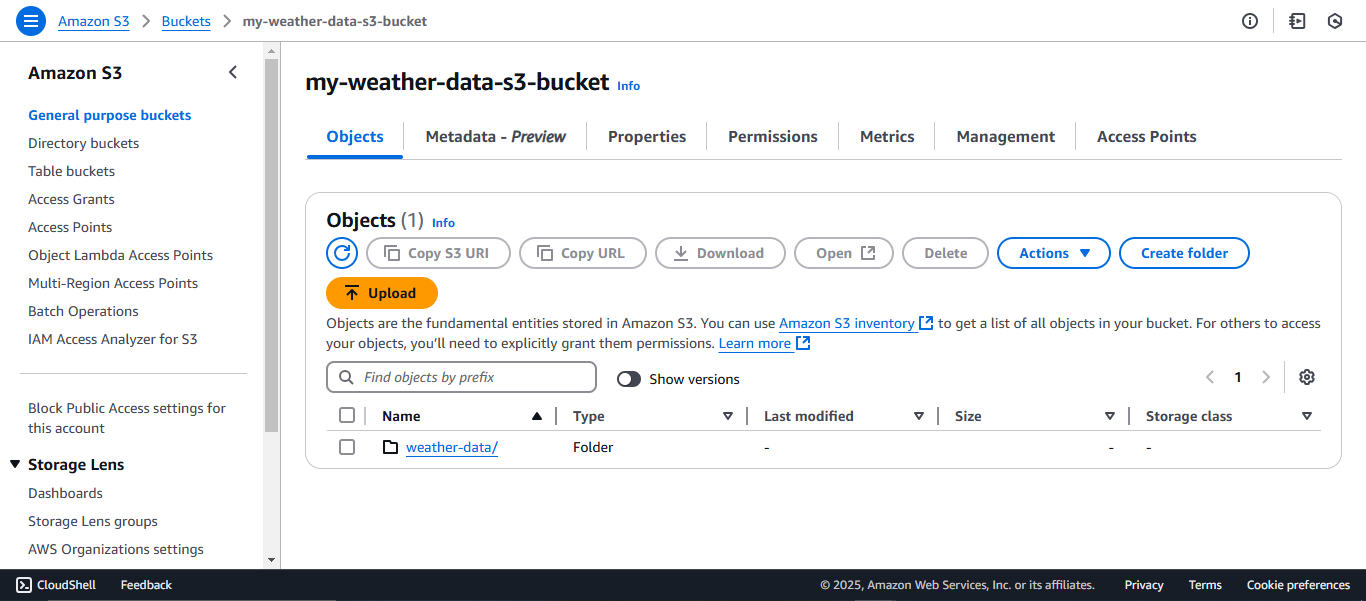 Amazon S3 > Buckets > my-weather-data-s3-bucket
Amazon S3
General purpose buckets
Directory buckets
Table buckets
Access Grants
Access Points
Object Lambda Access Points
Multi-Region Access Points
Batch Operations
IAM Access Analyzer for S3
Block Public Access settings for
this account
Storage Lens
Dashboards
Storage Lens groups
AWS Organizations settings
my-weather-data-s3-bucket Info
Objects Metadata - Preview Properties Permissions Metrics Management Access Points
Objects (1) Info
Copy S3 URI Copy URL Download Open Delete Actions Create folder
Upload
Objects are the fundamental entities stored in Amazon S3. You can use Amazon S3 inventory to get a list of all objects in your bucket. For others to access
your objects, you'll need to explicitly grant them permissions. Learn more
Find objects by prefix Show versions 1
Name Type Last modified Size Storage class
weather-data/ Folder - - -
CloudShell Feedback © 2025, Amazon Web Services, Inc. or its affiliates. Privacy Terms Cookie preferences